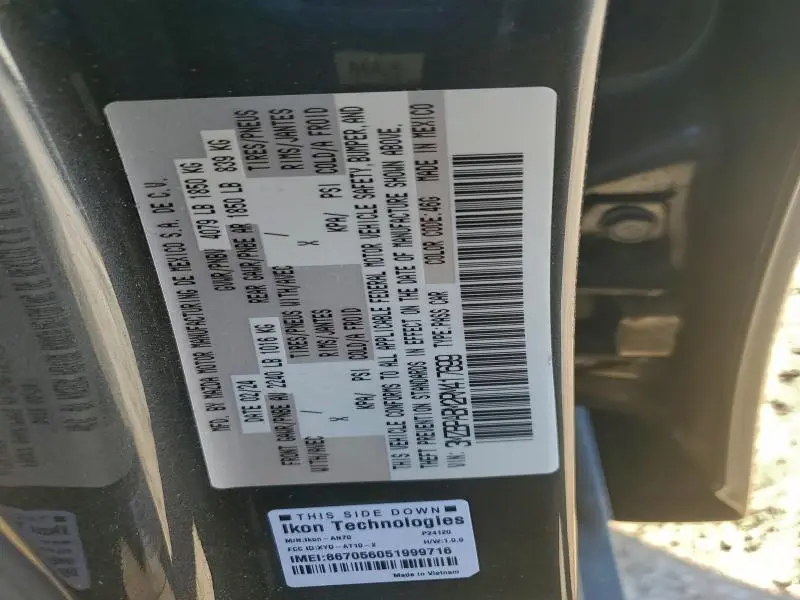 MFG. BY MAZDA MOTOR MANUFACTURING DE MEXICO S.A. DE C.V.
DATE 02/24 GVWR/PNBV 4079 LB 1850 KG
FRONT GAWR/PNBE AV 2240 LB 1016 KG REAR GAWR/PNBE AR 1850 LB 839 KG
WITH/AVEC TIRES/PNEUS WITH/AVEC TIRES/PNEUS
/ RIMS/JANTES / RIMS/JANTES
X COLD/A FROID X COLD/A FROID
KPA/ PSI KPA/ PSI
THIS VEHICLE CONFORMS TO ALL APPLICABLE FEDERAL MOTOR VEHICLE SAFETY,BUMPER, AND
THEFT PREVENTION STANDARDS IN EFFECT ON THE DATE OF MANUFACTURE SHOWN ABOVE.
VIN: TYPE:PASS CAR COLOR CODE:46G MADE IN MEXICO
THIS SIDE DOWN
Ikon Technologies
M/N:Ikon-AN70 P24120
FCC ID:XYO-AT10-2 H/W:1.0.0
IMEI:867056051999716
Made in Vietnam